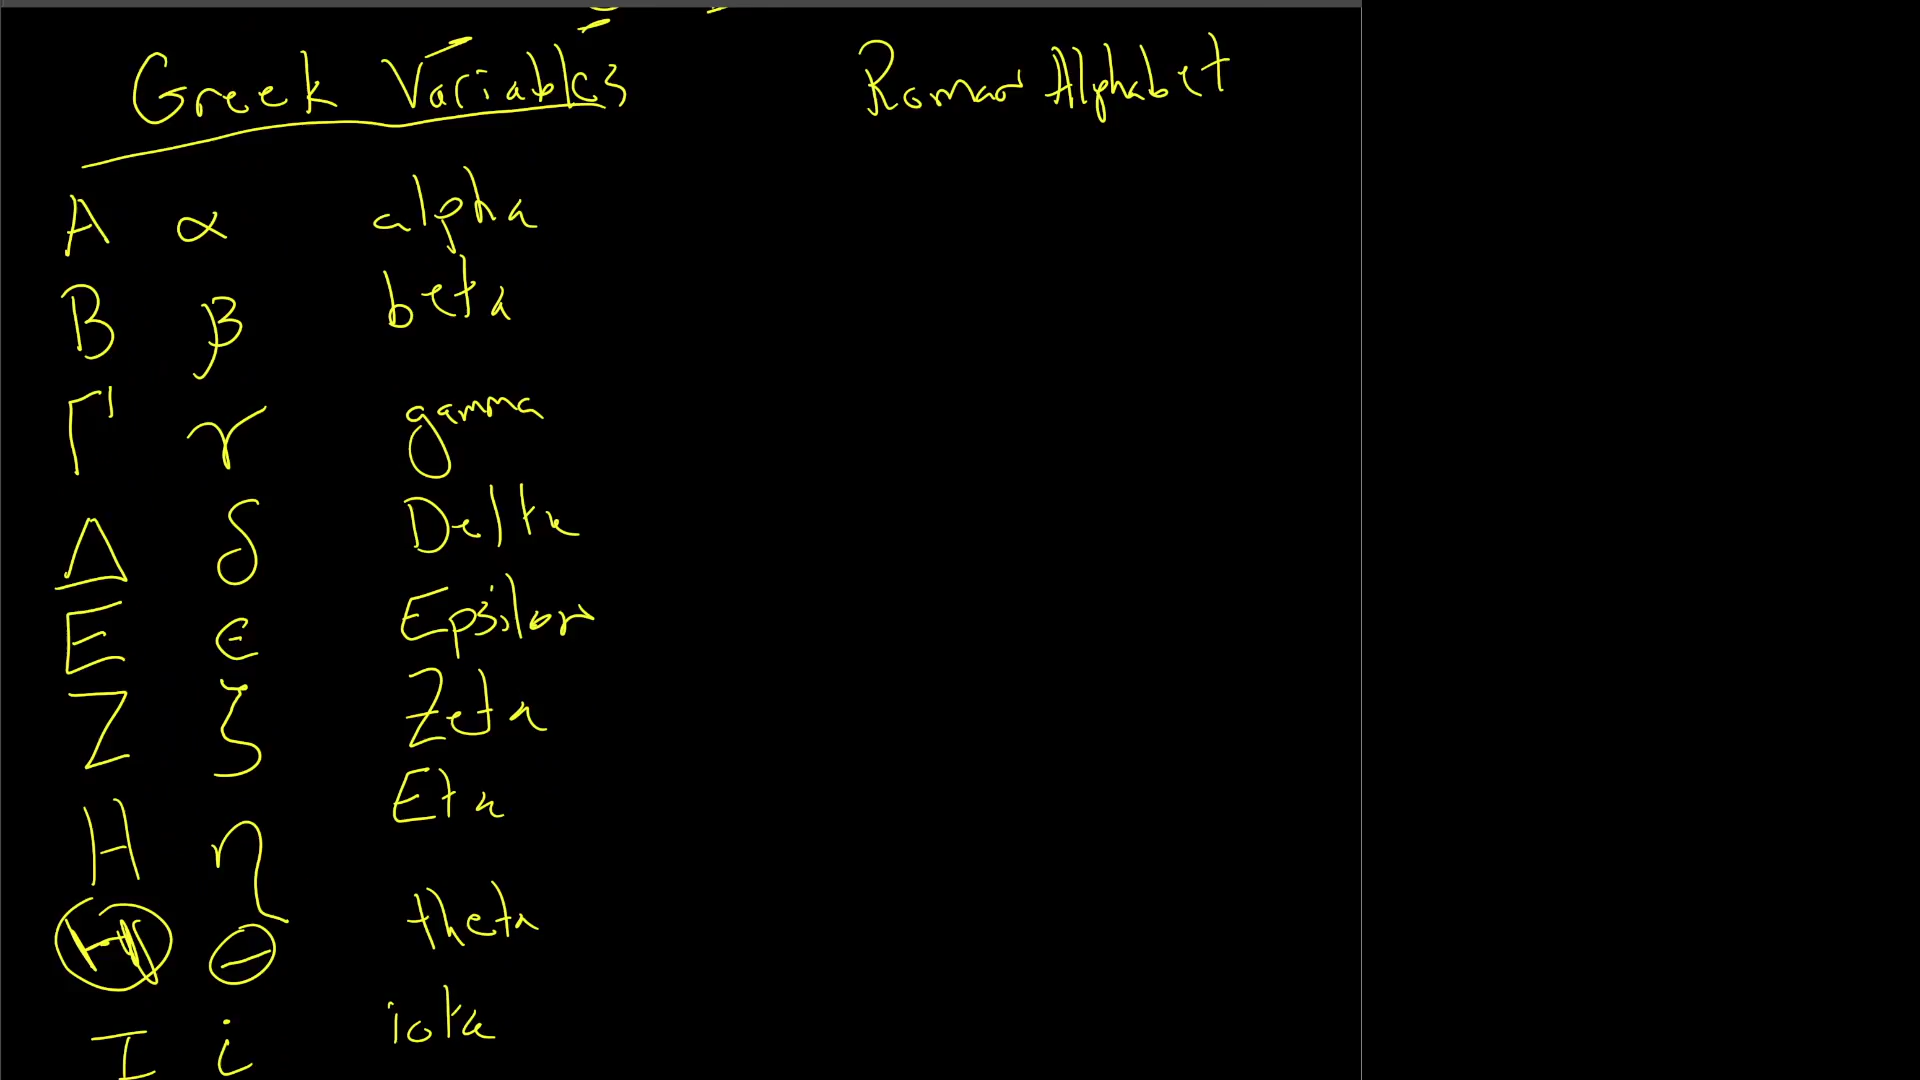 Greek Variables Roman Alphabet
Α α alpha
Β β beta
Γ γ gamma
Δ δ Delta
Ε ϵ Epsilon
Ζ ζ Zeta
Η η Eta
Θ θ theta
I i iota